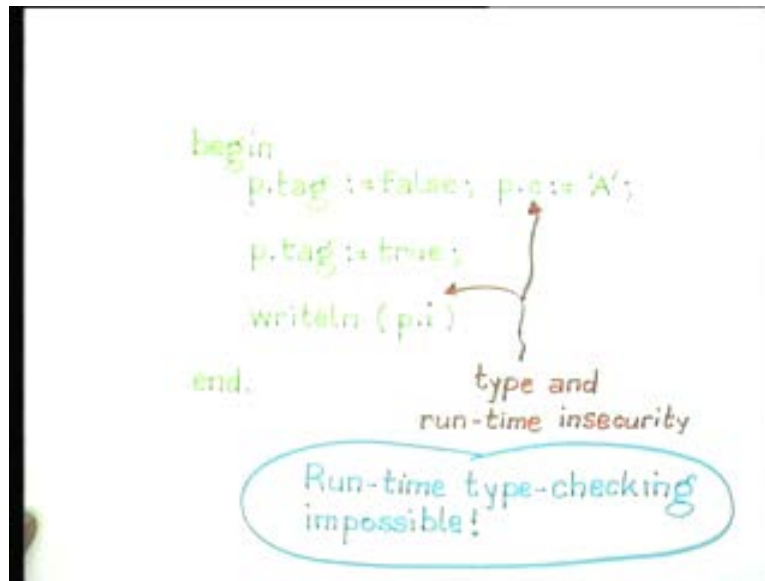 begin
p.tag := false; p.c := 'A';
p.tag := true;
writeln (p.i)
end.
type and
run-time insecurity
Run-time type-checking
impossible!